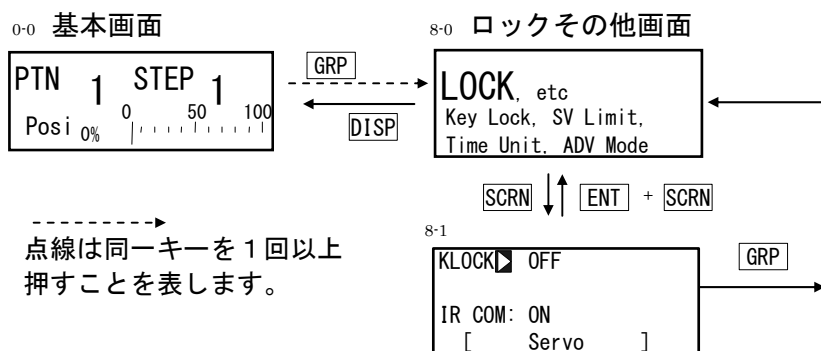 0-0 基本画面
PTN 1 STEP 1
0 50 100
Posi 0%
GRP
DISP
8-0 ロックその他画面
LOCK, etc
Key Lock, SV Limit,
Time Unit, ADV Mode
SCRN ENT + SCRN
点線は同一キーを１回以上
押すことを表します。
8-1
KLOCK OFF
IR COM: ON
[ Servo ]
GRP